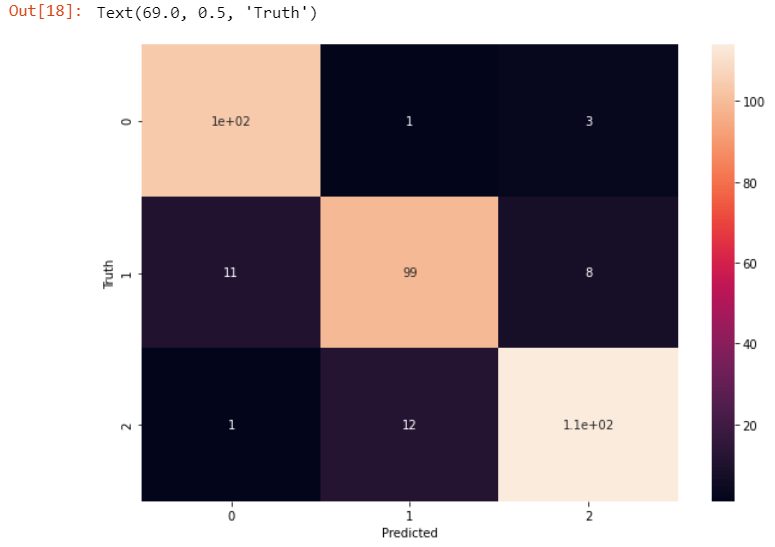 Out[18]: Text(69.0, 0.5, 'Truth')
0 1e+02 1 3
1 11 99 8
2 1 12 1.1e+02
Truth
0 1 2
Predicted
100
80
60
40
20